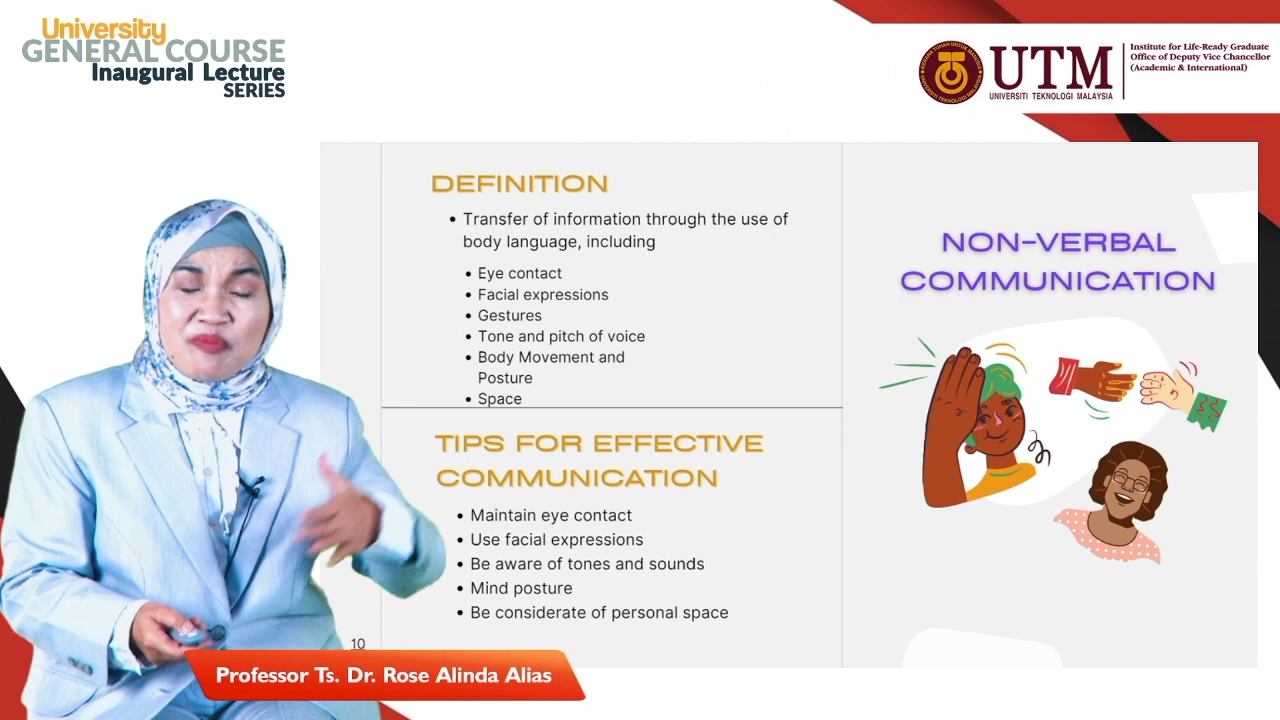 University
GENERAL COURSE
Inaugural Lecture
SERIES
UTM
UNIVERSITI TEKNOLOGI MALAYSIA
Institute for Life-Ready Graduate
Office of Deputy Vice Chancellor
(Academic & International)
DEFINITION
• Transfer of information through the use of
body language, including
• Eye contact
• Facial expressions
• Gestures
• Tone and pitch of voice
• Body Movement and
Posture
• Space
TIPS FOR EFFECTIVE
COMMUNICATION
• Maintain eye contact
• Use facial expressions
• Be aware of tones and sounds
• Mind posture
• Be considerate of personal space
NON-VERBAL
COMMUNICATION
10
Professor Ts. Dr. Rose Alinda Alias